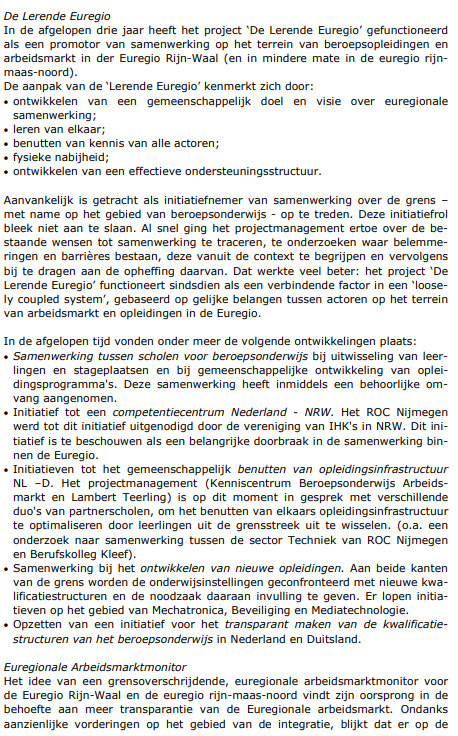 De Lerende Euregio
In de afgelopen drie jaar heeft het project ‘De Lerende Euregio’ gefunctioneerd
als een promotor van samenwerking op het terrein van beroepsopleidingen en
arbeidsmarkt in der Euregio Rijn-Waal (en in mindere mate in de euregio rijn-
maas-noord).
De aanpak van de ‘Lerende Euregio’ kenmerkt zich door:
• ontwikkelen van een gemeenschappelijk doel en visie over euregionale
samenwerking;
• leren van elkaar;
• benutten van kennis van alle actoren;
• fysieke nabijheid;
• ontwikkelen van een effectieve ondersteuningsstructuur.
Aanvankelijk is getracht als initiatiefnemer van samenwerking over de grens –
met name op het gebied van beroepsonderwijs - op te treden. Deze initiatiefrol
bleek niet aan te slaan. Al snel ging het projectmanagement ertoe over de be-
staande wensen tot samenwerking te traceren, te onderzoeken waar belemme-
ringen en barrières bestaan, deze vanuit de context te begrijpen en vervolgens
bij te dragen aan de opheffing daarvan. Dat werkte veel beter: het project ‘De
Lerende Euregio’ functioneert sindsdien als een verbindende factor in een ‘loose-
ly coupled system’, gebaseerd op gelijke belangen tussen actoren op het terrein
van arbeidsmarkt en opleidingen in de Euregio.
In de afgelopen tijd vonden onder meer de volgende ontwikkelingen plaats:
• Samenwerking tussen scholen voor beroepsonderwijs bij uitwisseling van leer-
lingen en stageplaatsen en bij gemeenschappelijke ontwikkeling van oplei-
dingsprogramma's. Deze samenwerking heeft inmiddels een behoorlijke om-
vang aangenomen.
• Initiatief tot een competentiecentrum Nederland - NRW. Het ROC Nijmegen
werd tot dit initiatief uitgenodigd door de vereniging van IHK's in NRW. Dit ini-
tiatief is te beschouwen als een belangrijke doorbraak in de samenwerking bin-
nen de Euregio.
• Initiatieven tot het gemeenschappelijk benutten van opleidingsinfrastructuur
NL –D. Het projectmanagement (Kenniscentrum Beroepsonderwijs Arbeids-
markt en Lambert Teerling) is op dit moment in gesprek met verschillende
duo's van partnerscholen, om het benutten van elkaars opleidingsinfrastructuur
te optimaliseren door leerlingen uit de grensstreek uit te wisselen. (o.a. een
onderzoek naar samenwerking tussen de sector Techniek van ROC Nijmegen
en Berufskolleg Kleef).
• Samenwerking bij het ontwikkelen van nieuwe opleidingen. Aan beide kanten
van de grens worden de onderwijsinstellingen geconfronteerd met nieuwe kwa-
lificatiestructuren en de noodzaak daaraan invulling te geven. Er lopen initia-
tieven op het gebied van Mechatronica, Beveiliging en Mediatechnologie.
• Opzetten van een initiatief voor het transparant maken van de kwalificatie-
structuren van het beroepsonderwijs in Nederland en Duitsland.
Euregionale Arbeidsmarktmonitor
Het idee van een grensoverschrijdende, euregionale arbeidsmarktmonitor voor
de Euregio Rijn-Waal en de euregio rijn-maas-noord vindt zijn oorsprong in de
behoefte aan meer transparantie van de Euregionale arbeidsmarkt. Ondanks
aanzienlijke vorderingen op het gebied van de integratie, blijkt dat er op de